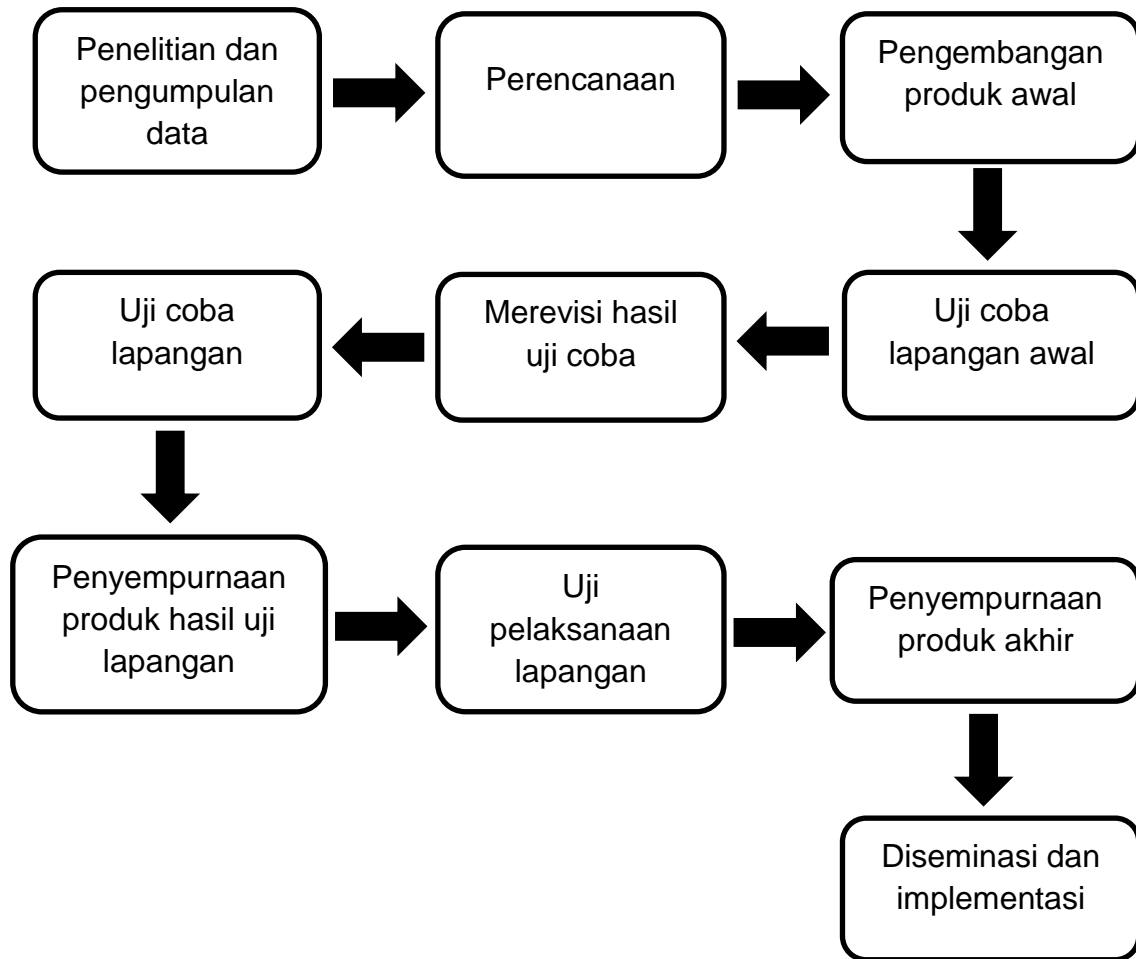 Penelitian dan
pengumpulan
data
Perencanaan
Pengembangan
produk awal
Uji coba
lapangan awal
Merevisi hasil
uji coba
Uji coba
lapangan
Penyempurnaan
produk hasil uji
lapangan
Uji
pelaksanaan
lapangan
Penyempurnaan
produk akhir
Diseminasi dan
implementasi